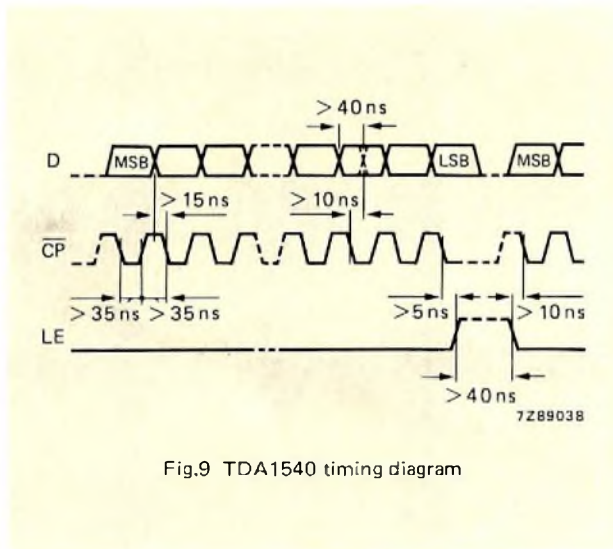 > 40 ns
D MSB LSB MSB
> 15 ns > 10 ns
CP
> 35 ns > 35 ns > 5 ns > 10 ns
LE
> 40 ns
7Z89038
Fig.9 TDA1540 timing diagram